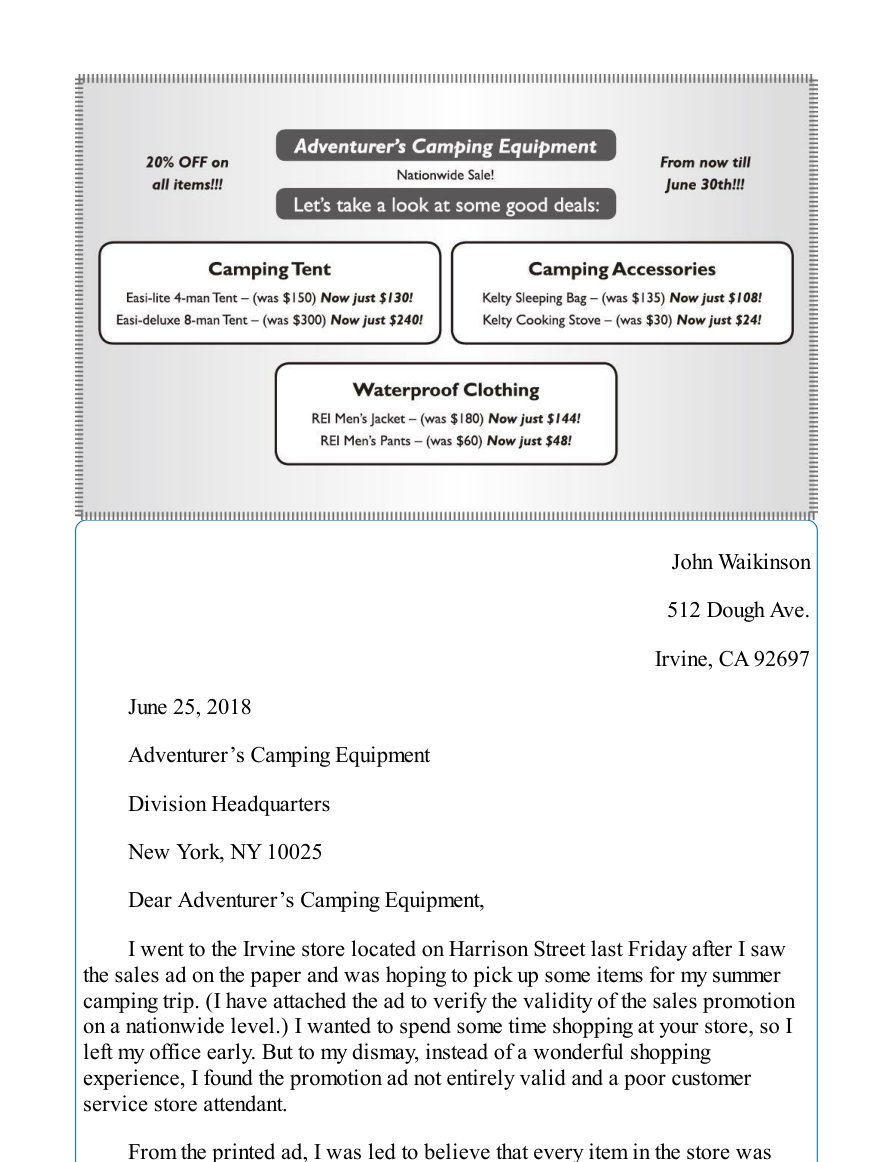 20% OFF on
all items!!!
Adventurer's Camping Equipment
Nationwide Sale!
Let's take a look at some good deals:
From now till
June 30th!!!
Camping Tent
Easi-lite 4-man Tent – (was $150) Now just $130!
Easi-deluxe 8-man Tent – (was $300) Now just $240!
Camping Accessories
Kelty Sleeping Bag – (was $135) Now just $108!
Kelty Cooking Stove – (was $30) Now just $24!
Waterproof Clothing
REI Men's Jacket – (was $180) Now just $144!
REI Men's Pants – (was $60) Now just $48!
John Waikinson
512 Dough Ave.
Irvine, CA 92697
June 25, 2018
Adventurer’s Camping Equipment
Division Headquarters
New York, NY 10025
Dear Adventurer’s Camping Equipment,
I went to the Irvine store located on Harrison Street last Friday after I saw
the sales ad on the paper and was hoping to pick up some items for my summer
camping trip. (I have attached the ad to verify the validity of the sales promotion
on a nationwide level.) I wanted to spend some time shopping at your store, so I
left my office early. But to my dismay, instead of a wonderful shopping
experience, I found the promotion ad not entirely valid and a poor customer
service store attendant.
From the printed ad, I was led to believe that every item in the store was